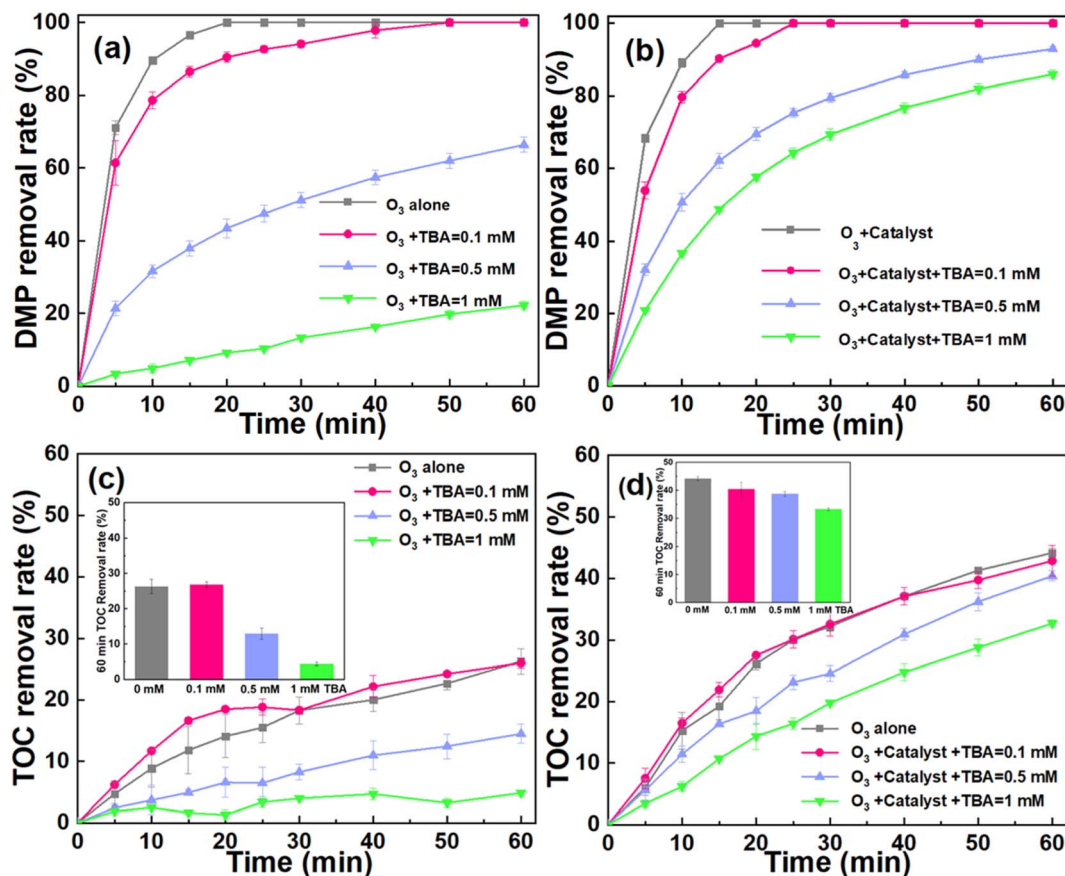 (a)
DMP removal rate (%)
100
80
60
40
20
0
O₃ alone
O₃ +TBA=0.1 mM
O₃ +TBA=0.5 mM
O₃ +TBA=1 mM
0 10 20 30 40 50 60
Time (min)
(b)
DMP removal rate (%)
100
80
60
40
20
0
O₃+Catalyst
O₃+Catalyst+TBA=0.1 mM
O₃+Catalyst+TBA=0.5 mM
O₃+Catalyst+TBA=1 mM
0 10 20 30 40 50 60
Time (min)
(c)
TOC removal rate (%)
60
50
40
30
20
10
0
O₃ alone
O₃ +TBA=0.1 mM
O₃ +TBA=0.5 mM
O₃ +TBA=1 mM
60 min TOC Removal rate (%)
50
40
30
20
10
0
0 mM 0.1 mM 0.5 mM 1 mM TBA
0 10 20 30 40 50 60
Time (min)
(d)
TOC removal rate (%)
60
50
40
30
20
10
0
60 min TOC Removal rate (%)
50
40
30
20
10
0
0 mM 0.1 mM 0.5 mM 1 mM TBA
O₃ alone
O₃ +Catalyst +TBA=0.1 mM
O₃ +Catalyst +TBA=0.5 mM
O₃ +Catalyst +TBA=1 mM
0 10 20 30 40 50 60
Time (min)